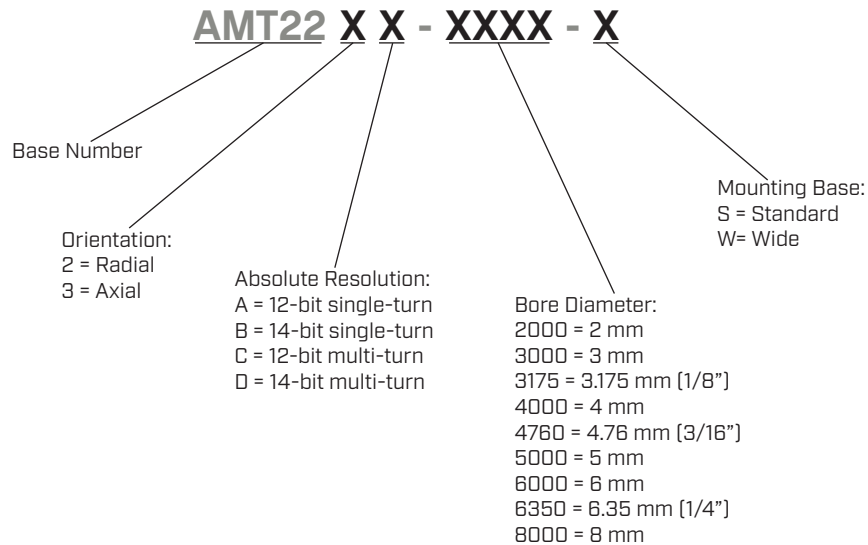 AMT22 X X - XXXX - X
Base Number
Orientation:
2 = Radial
3 = Axial
Absolute Resolution:
A = 12-bit single-turn
B = 14-bit single-turn
C = 12-bit multi-turn
D = 14-bit multi-turn
Bore Diameter:
2000 = 2 mm
3000 = 3 mm
3175 = 3.175 mm (1/8”)
4000 = 4 mm
4760 = 4.76 mm (3/16”)
5000 = 5 mm
6000 = 6 mm
6350 = 6.35 mm (1/4”)
8000 = 8 mm
Mounting Base:
S = Standard
W= Wide